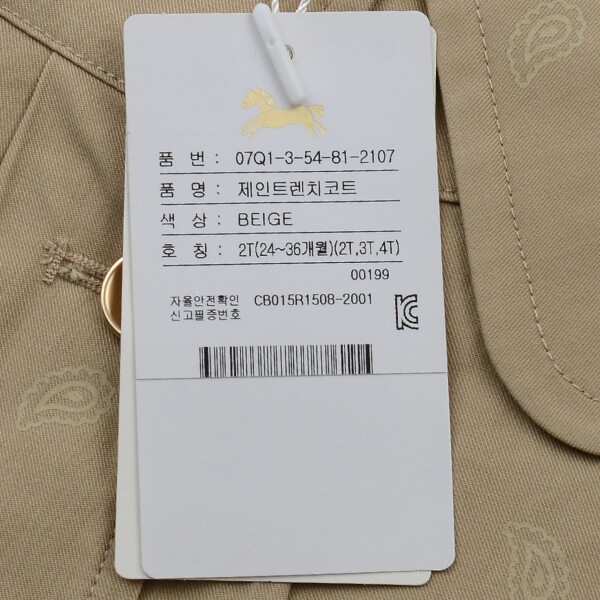 품 번 : 07Q1-3-54-81-2107
품 명 : 제인트렌치코트
색 상 : BEIGE
호 칭 : 2T(24~36개월)(2T,3T,4T)
00199
자율안전확인 신고필증번호 CB015R1508-2001